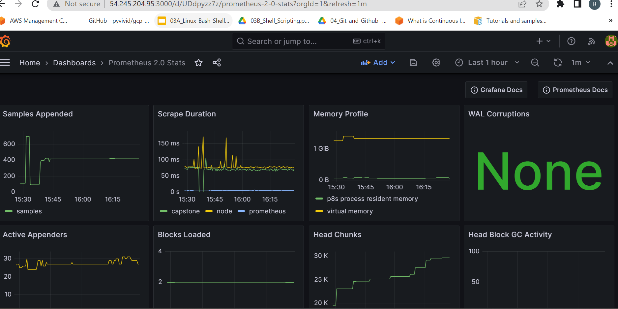 Not secure 54.245.204.95:3000/d/UDdpyzz7z/prometheus-2-0-stats?orgId=1&refresh=1m
AWS Management C... GitHub - pvivid/gcp_... 03A_Linux Bash Shell... 03B_Shell_Scripting.c... 04_Git-and-Github_... What is Continuous I... Tutorials and samples...
Search or jump to... ctrl+k
Home > Dashboards > Prometheus 2.0 Stats Add Last 1 hour 1m
Grafana Docs Prometheus Docs
Samples Appended
600
400
200
0
15:30 15:45 16:00 16:15
samples
Scrape Duration
150 ms
100 ms
50 ms
0 s
15:30 15:45 16:00 16:15
capstone node prometheus
Memory Profile
1 GB
0 B
15:30 15:45 16:00 16:15
p8s process resident memory
virtual memory
WAL Corruptions
None
Active Appenders
30
20
10
Blocks Loaded
4
2
Head Chunks
30 K
25 K
20 K
Head Block GC Activity
100
50